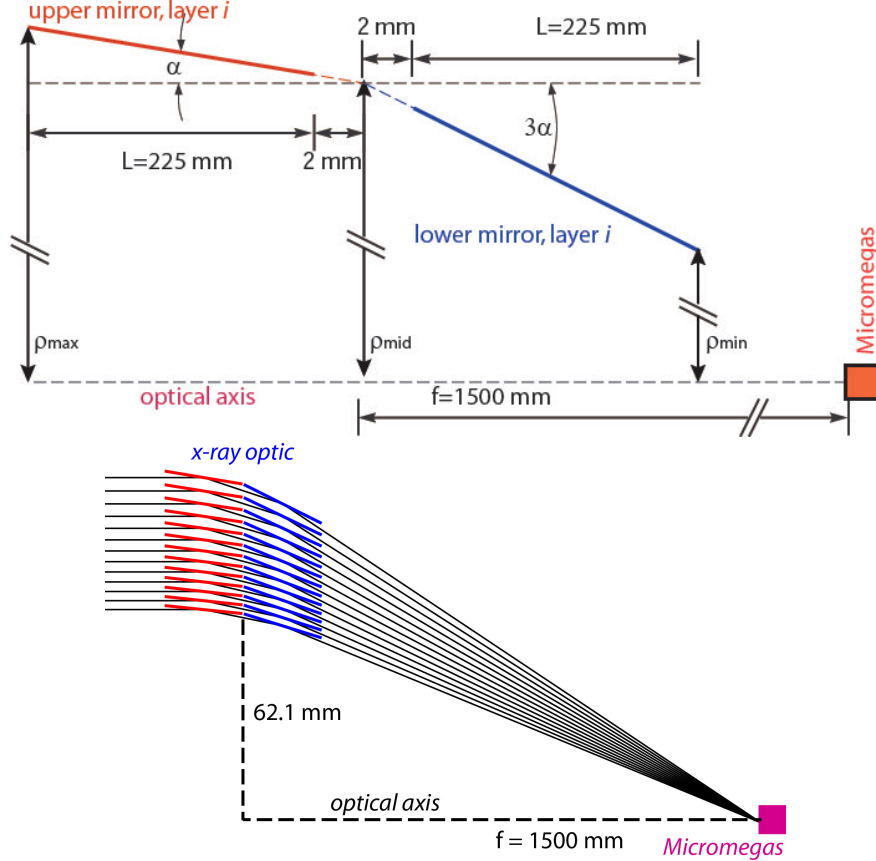 upper mirror, layer i
2 mm
L=225 mm
α
3α
L=225 mm
2 mm
lower mirror, layer i
Micromegas
ρmax
ρmid
ρmin
optical axis
f=1500 mm
x-ray optic
62.1 mm
optical axis
f = 1500 mm
Micromegas